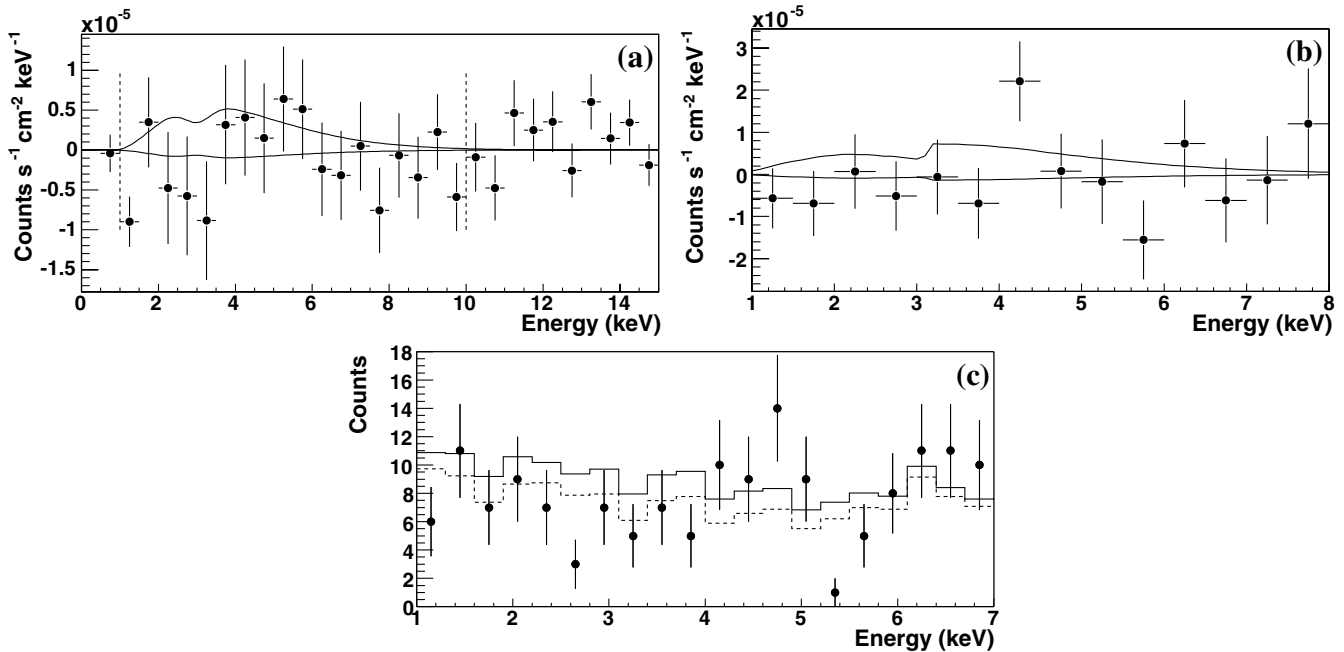 x10⁻⁵
(a)
Counts s⁻¹ cm⁻² keV⁻¹
1
0.5
0
-0.5
-1
-1.5
0 2 4 6 8 10 12 14
Energy (keV)
x10⁻⁵
(b)
Counts s⁻¹ cm⁻² keV⁻¹
3
2
1
0
-1
-2
1 2 3 4 5 6 7 8
Energy (keV)
(c)
Counts
18
16
14
12
10
8
6
4
2
0
1 2 3 4 5 6 7
Energy (keV)